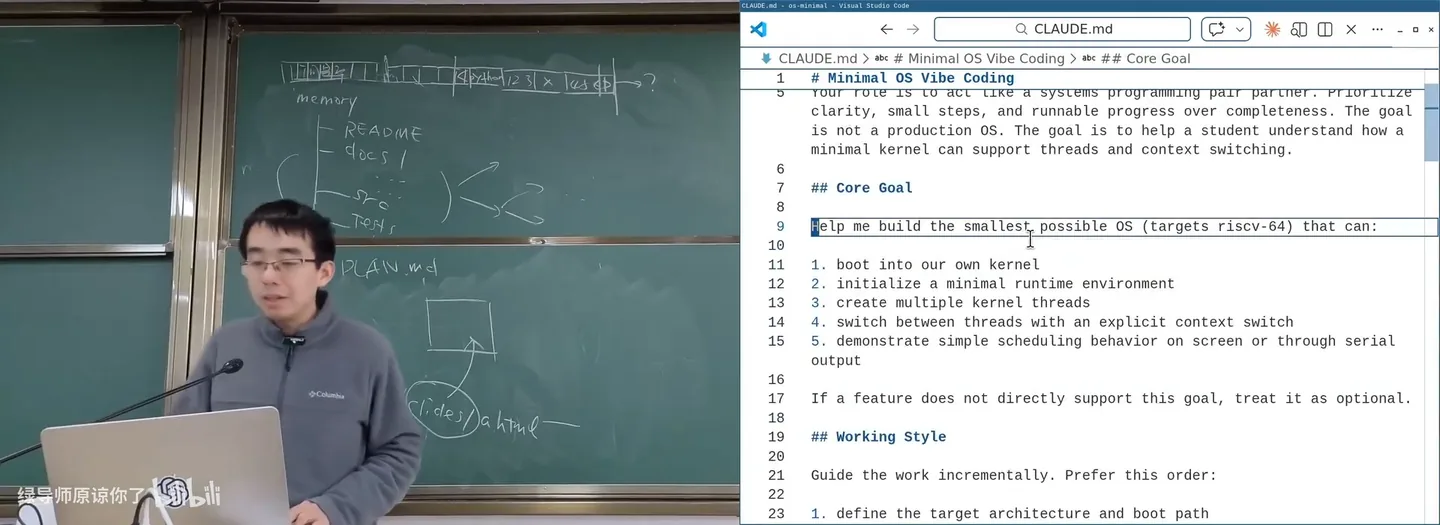 memory
README
docs/
src
Tests
PLAN.md
slides/a.html
Columbia
绿导师原谅你了 bilibili
CLAUDE.md - os-minimal - Visual Studio Code
CLAUDE.md
CLAUDE.md > # Minimal OS Vibe Coding > ## Core Goal
1 # Minimal OS Vibe Coding
5 Your role is to act like a systems programming pair partner. Prioritize
clarity, small steps, and runnable progress over completeness. The goal
is not a production OS. The goal is to help a student understand how a
minimal kernel can support threads and context switching.
6
7 ## Core Goal
8
9 Help me build the smallest possible OS (targets riscv-64) that can:
10
11 1. boot into our own kernel
12 2. initialize a minimal runtime environment
13 3. create multiple kernel threads
14 4. switch between threads with an explicit context switch
15 5. demonstrate simple scheduling behavior on screen or through serial
output
16
17 If a feature does not directly support this goal, treat it as optional.
18
19 ## Working Style
20
21 Guide the work incrementally. Prefer this order:
22
23 1. define the target architecture and boot path